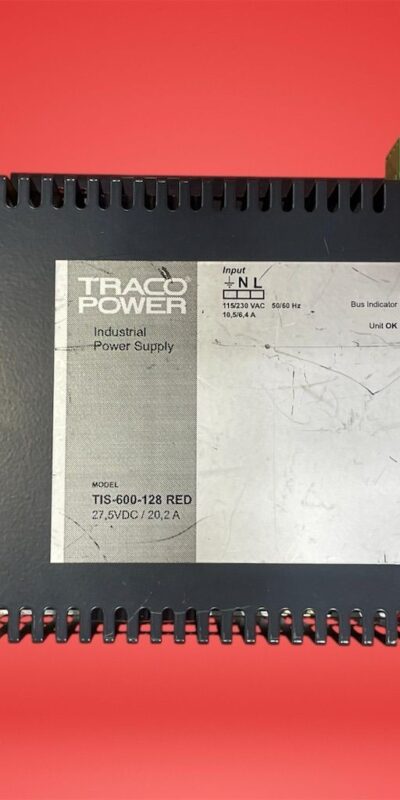 TRACO
POWER
Industrial
Power Supply
MODEL
TIS-600-128 RED
27,5VDC / 20,2 A
Input
N L
115/230 VAC 50/60 Hz
10,5/6,4 A
Bus Indicator
Unit OK